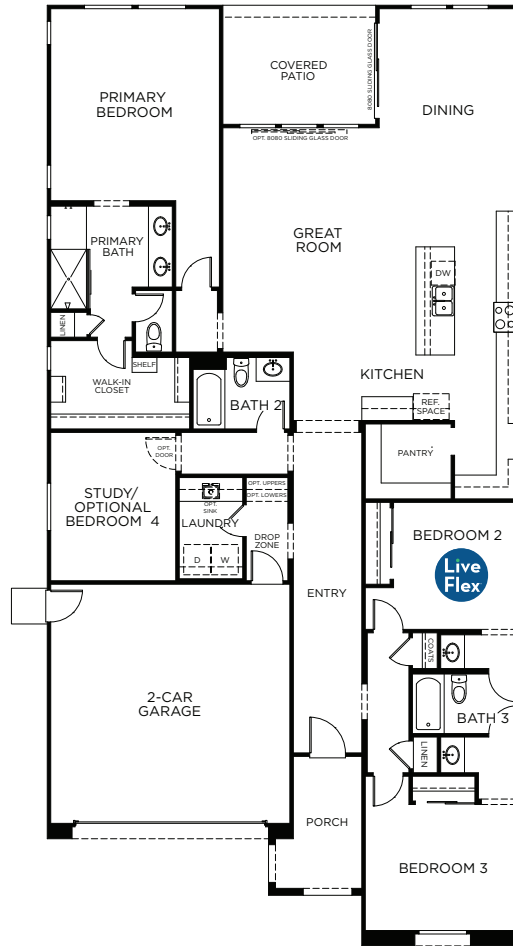 COVERED
PATIO
8080 SLIDING GLASS DOOR
PRIMARY
BEDROOM
DINING
OPT. 8080 SLIDING GLASS DOOR
GREAT
ROOM
PRIMARY
BATH
DW
LINEN
SHELF
WALK-IN
CLOSET
KITCHEN
BATH 2
REF.
SPACE
OPT.
DOOR
PANTRY
STUDY/
OPTIONAL
BEDROOM 4
OPT. UPPERS
OPT. LOWERS
OPT.
SINK
LAUNDRY
DROP
ZONE
D
W
BEDROOM 2
Live
Flex
ENTRY
COATS
2-CAR
GARAGE
BATH 3
LINEN
PORCH
BEDROOM 3